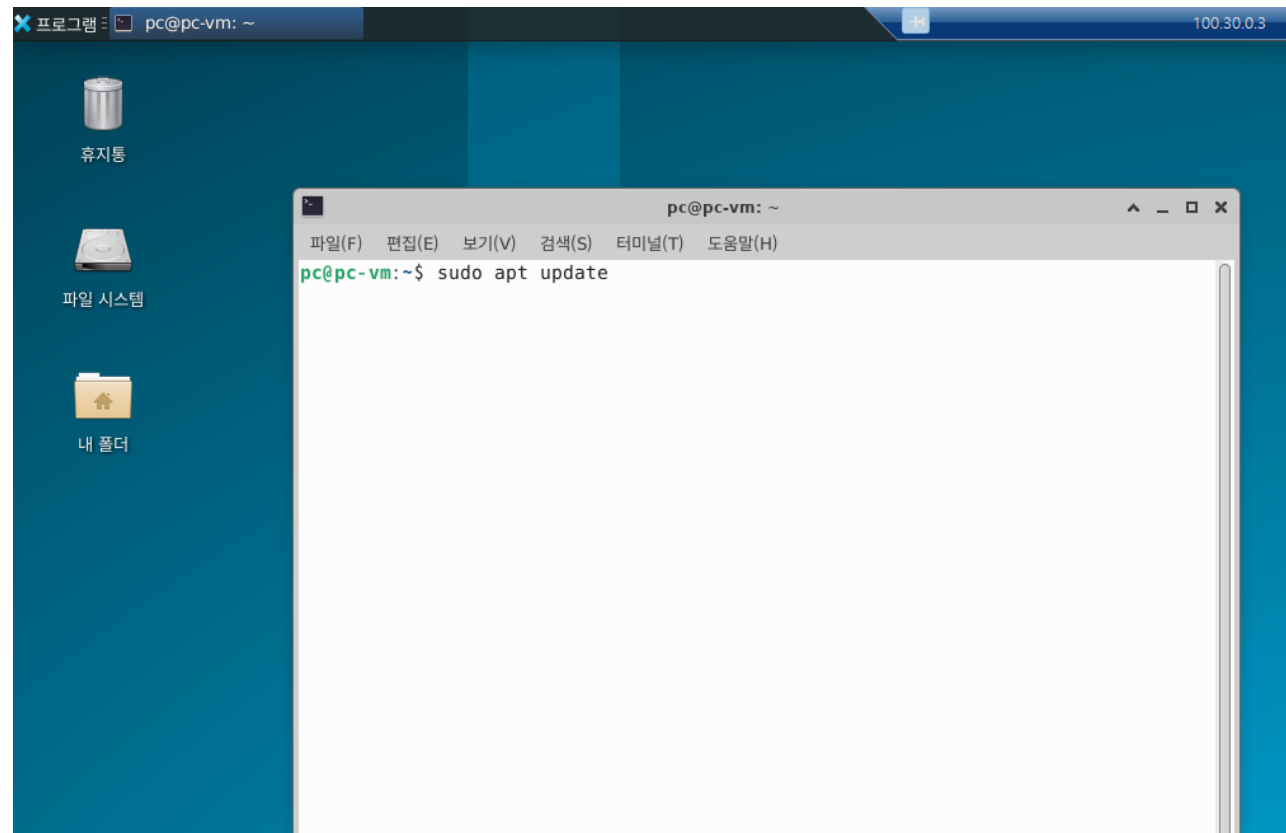 프로그램
pc@pc-vm: ~
100.30.0.3
휴지통
파일 시스템
내 폴더
pc@pc-vm: ~
파일(F) 편집(E) 보기(V) 검색(S) 터미널(T) 도움말(H)
pc@pc-vm:~$ sudo apt update